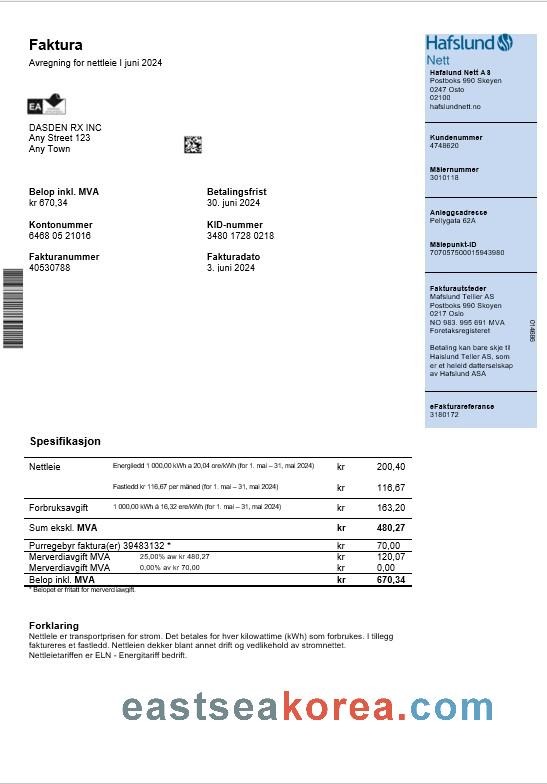 Faktura
Avregning for nettleie I juni 2024
EA
DASDEN RX INC
Any Street 123
Any Town
Belop inkl. MVA
kr 670,34
Betalingsfrist
30. juni 2024
Kontonummer
6468 05 21016
KID-nummer
3480 1728 0218
Fakturanummer
40530788
Fakturadato
3. juni 2024
Hafslund
Nett
Hafslund Nett AS
Postboks 990 Skeyen
0247 Osto
02100
hafslundnett.no
Kundenummer
4748620
Målernummer
3010118
Anleggsadresse
Pellygata 62A
Målepunkt-ID
707057500015943980
Fakturautsteder
Mafslund Tellier AS
Postboks 990 Skeyen
0217 Oslo
NO 983. 995 691 MVA
Foretaksregisteret
Betaling kan bare skje til
Haislund Teller AS, som
er et heleid datterselskap
av Hafslund ASA
eFakturareferanse
3180172
Spesifikasjon
Nettleie Energiledd 1 000,00 kWh a 20,04 ore/kWh (for 1. mai – 31, mai 2024) kr 200,40
Fastledd kr 116,67 per måned (for 1. mai – 31, mai 2024) kr 116,67
Forbruksavgift 1 000,00 kWh á 16,32 ere/kWh (for 1. mai – 31, mai 2024) kr 163,20
Sum ekskl. MVA kr 480,27
Purregebyr faktura(er) 39483132 * kr 70,00
Merverdiavgift MVA 25,00% aw kr 480,27 kr 120,07
Merverdiavgift MVA 0,00% av kr 70,00 kr 0,00
Belop inkl. MVA kr 670,34
* Belopet er fritatt for merverdiavgift.
Forklaring
Nettlele er transportprisen for strom. Det betales for hver kilowattime (kWh) som forbrukes. I tillegg
faktureres et fastledd. Nettleien dekker blant annet drift og vedlikehold av stromnettet.
Nettleietariffen er ELN - Energitariff bedrift.
eastseakorea.com